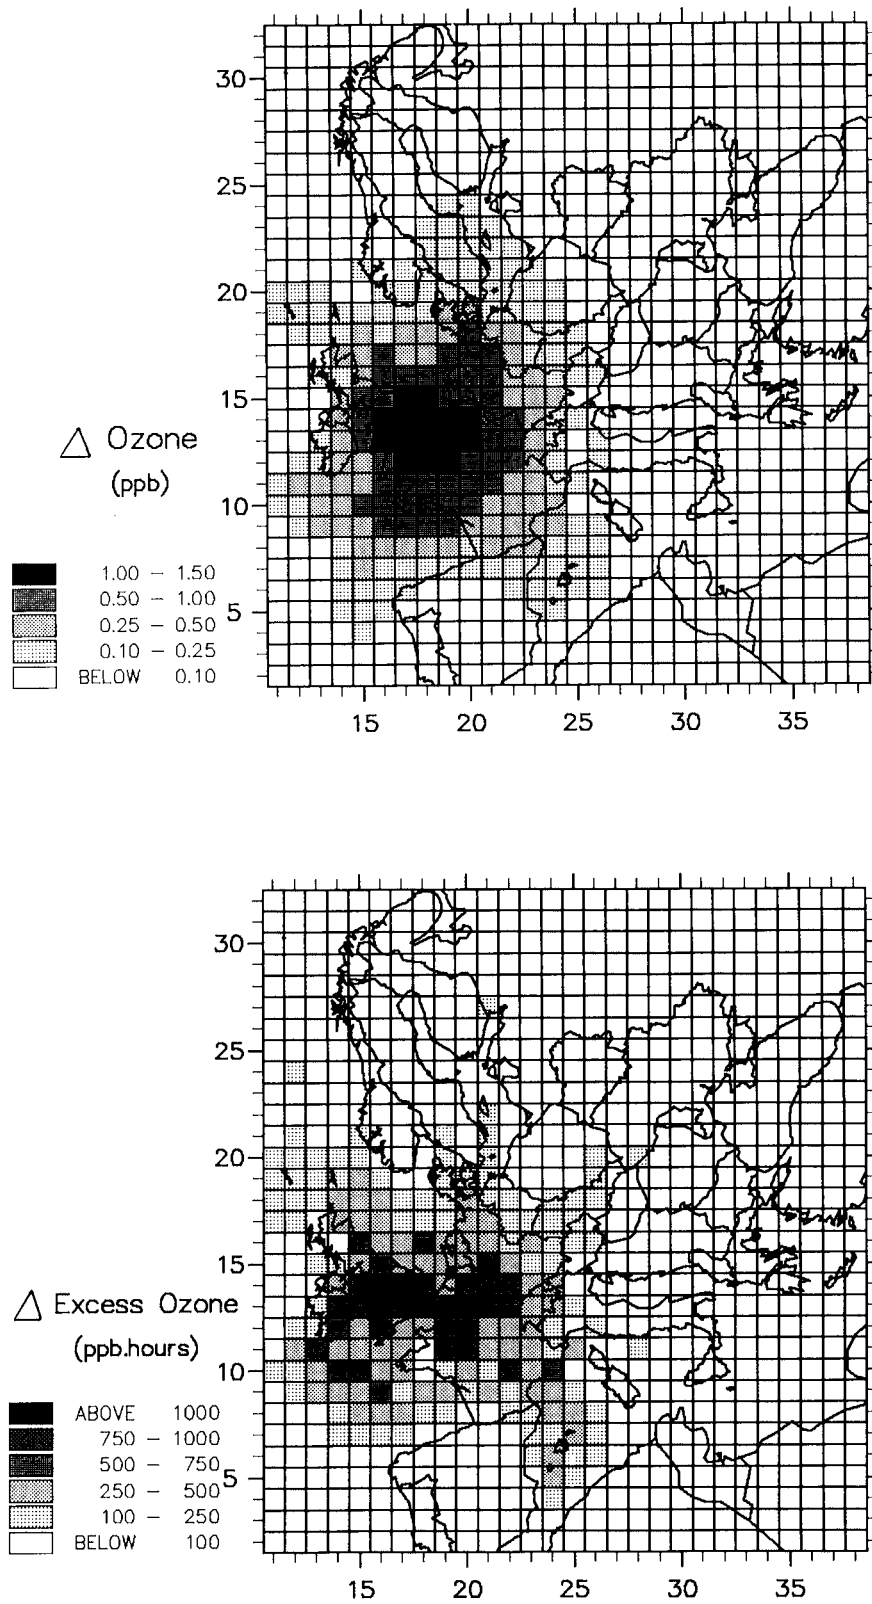 30
25
20
15
10
5
△ Ozone
(ppb)
1.00 – 1.50
0.50 – 1.00
0.25 – 0.50
0.10 – 0.25
BELOW 0.10
15 20 25 30 35
30
25
20
15
10
5
△ Excess Ozone
(ppb.hours)
ABOVE 1000
750 – 1000
500 – 750
250 – 500
100 – 250
BELOW 100
15 20 25 30 35